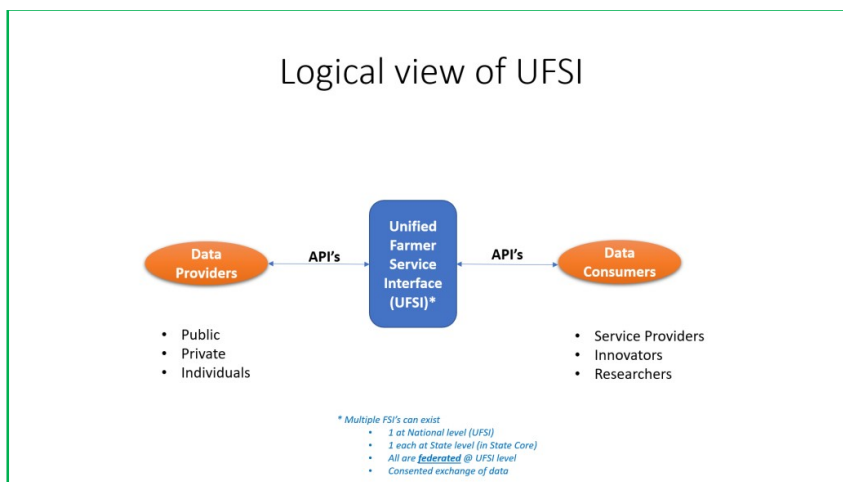 Logical view of UFSI
Data
Providers
API's
Unified
Farmer
Service
Interface
(UFSI)*
API's
Data
Consumers
• Public
• Private
• Individuals
• Service Providers
• Innovators
• Researchers
* Multiple FSI's can exist
• 1 at National level (UFSI)
• 1 each at State level (in State Core)
• All are federated @ UFSI level
• Consented exchange of data